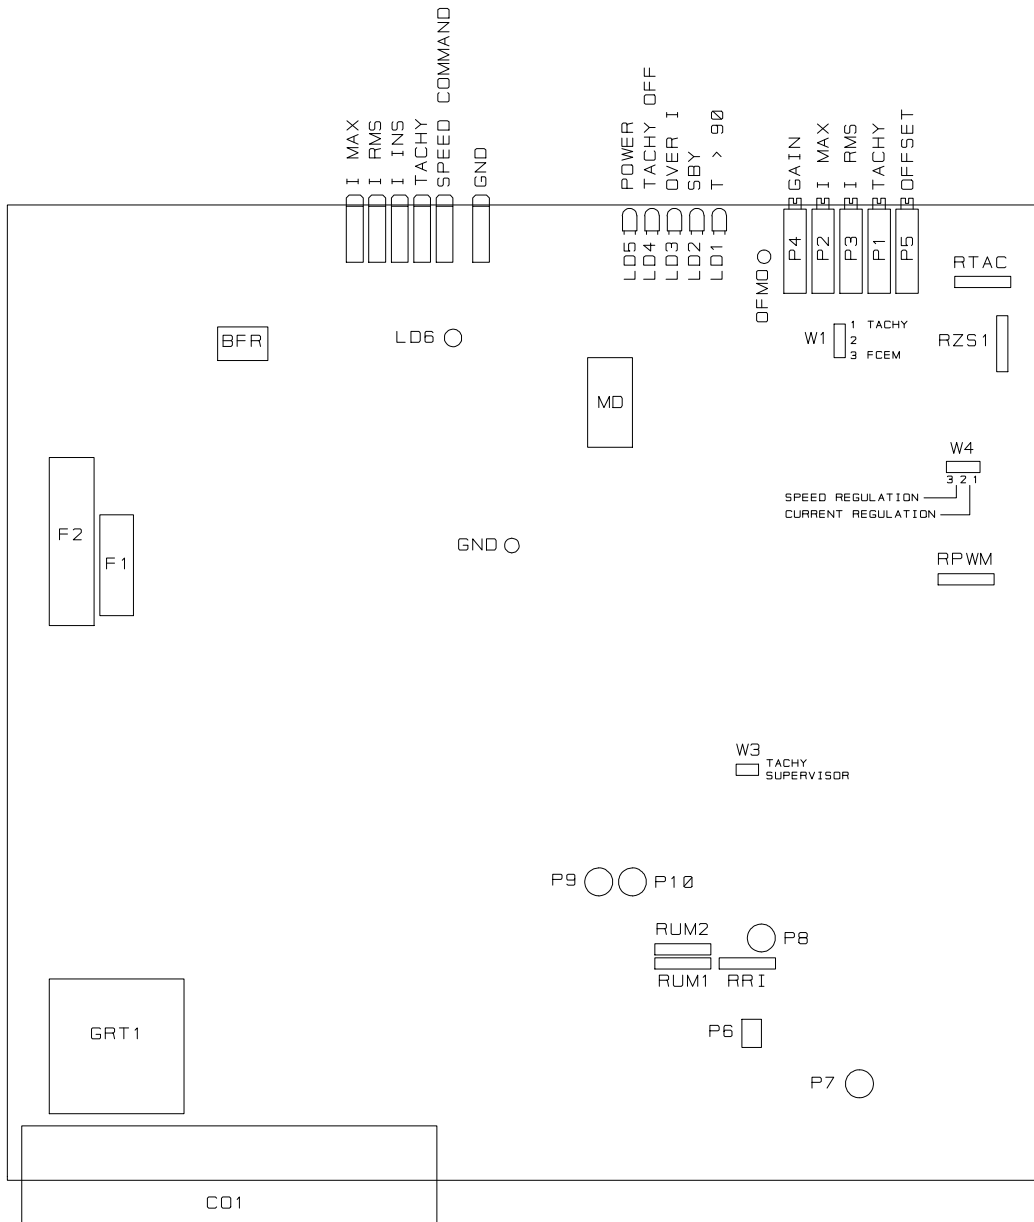 I MAX
I RMS
I INS
TACHY
SPEED COMMAND
GND
POWER
TACHY OFF
OVER I
SBY
T > 90
GAIN
I MAX
I RMS
TACHY
OFFSET
LD5
LD4
LD3
LD2
LD1
OFM0
P4
P2
P3
P1
P5
RTAC
BFR
LD6
W1
1 TACHY
2
3 FCEM
RZS1
MD
W4
3 2 1
SPEED REGULATION
CURRENT REGULATION
F2
F1
GND
RPWM
W3
TACHY
SUPERVISOR
P9
P10
RUM2
P8
RUM1
RRI
GRT1
P6
P7
CO1